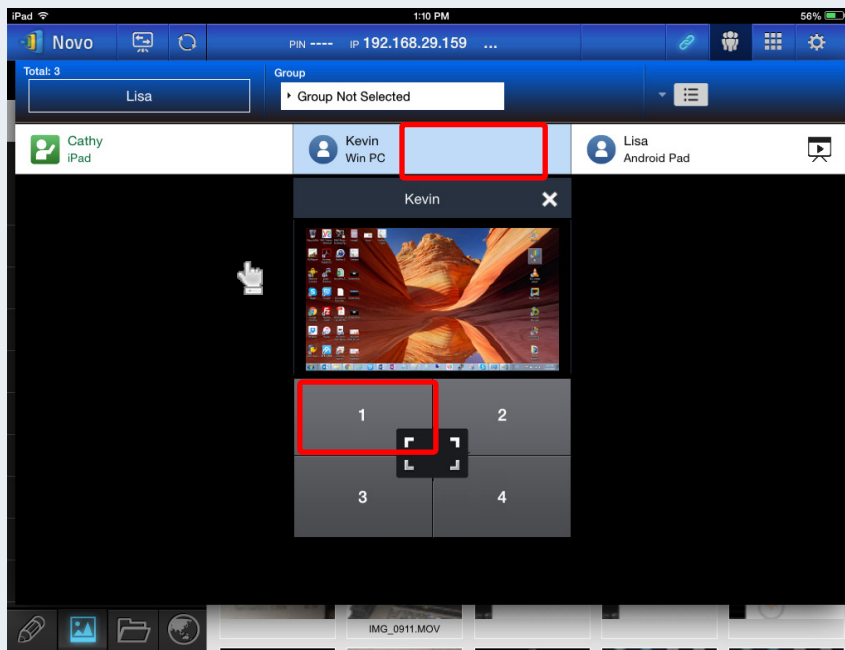 iPad 1:10 PM 56%
Novo PIN ---- IP 192.168.29.159 ...
Total: 3 Group
Lisa Group Not Selected
Cathy Kevin Lisa
iPad Win PC Android Pad
Kevin
1 2
3 4
IMG_0911.MOV